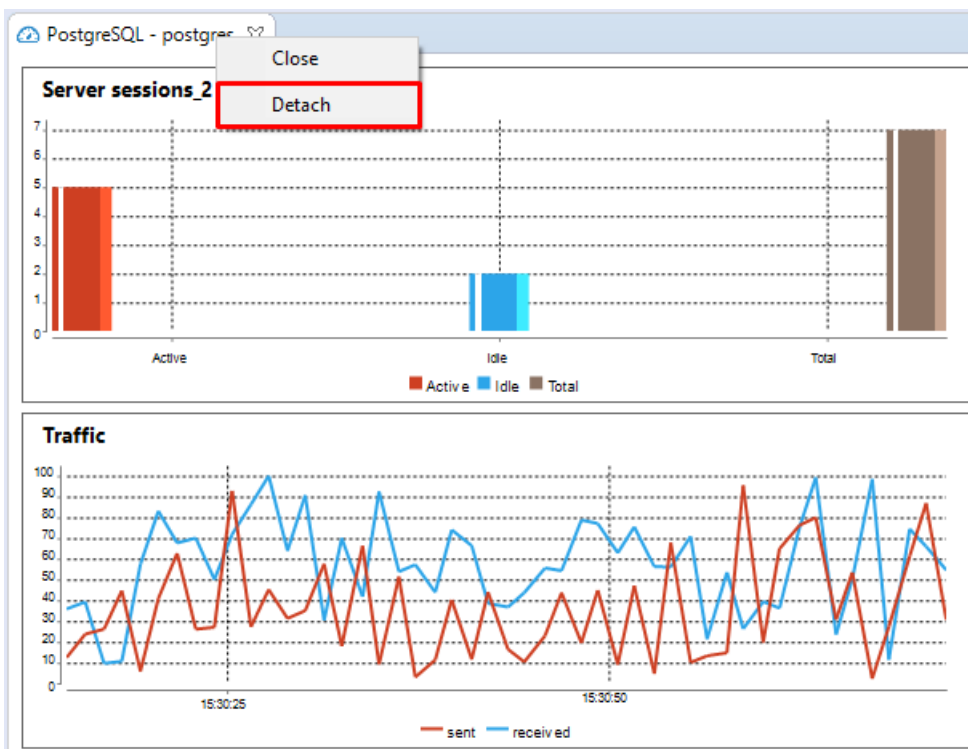 PostgreSQL - postgres
Close
Detach
Server sessions_2
7
6
5
4
3
2
1
0
Active Idle Total
Active Idle Total
Traffic
100
90
80
70
60
50
40
30
20
10
0
15:30:25 15:30:50
sent received